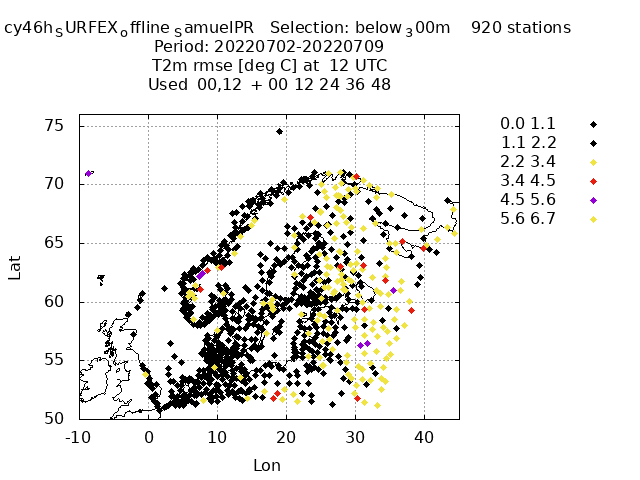 cy46h_SURFEX_offline_SamuelPR   Selection: below_300m    920 stations
Period: 20220702-20220709
T2m rmse [deg C] at  12 UTC
Used  00,12  + 00 12 24 36 48
0.0 1.1
1.1 2.2
2.2 3.4
3.4 4.5
4.5 5.6
5.6 6.7
75
70
65
60
55
50
Lat
-10 0 10 20 30 40
Lon